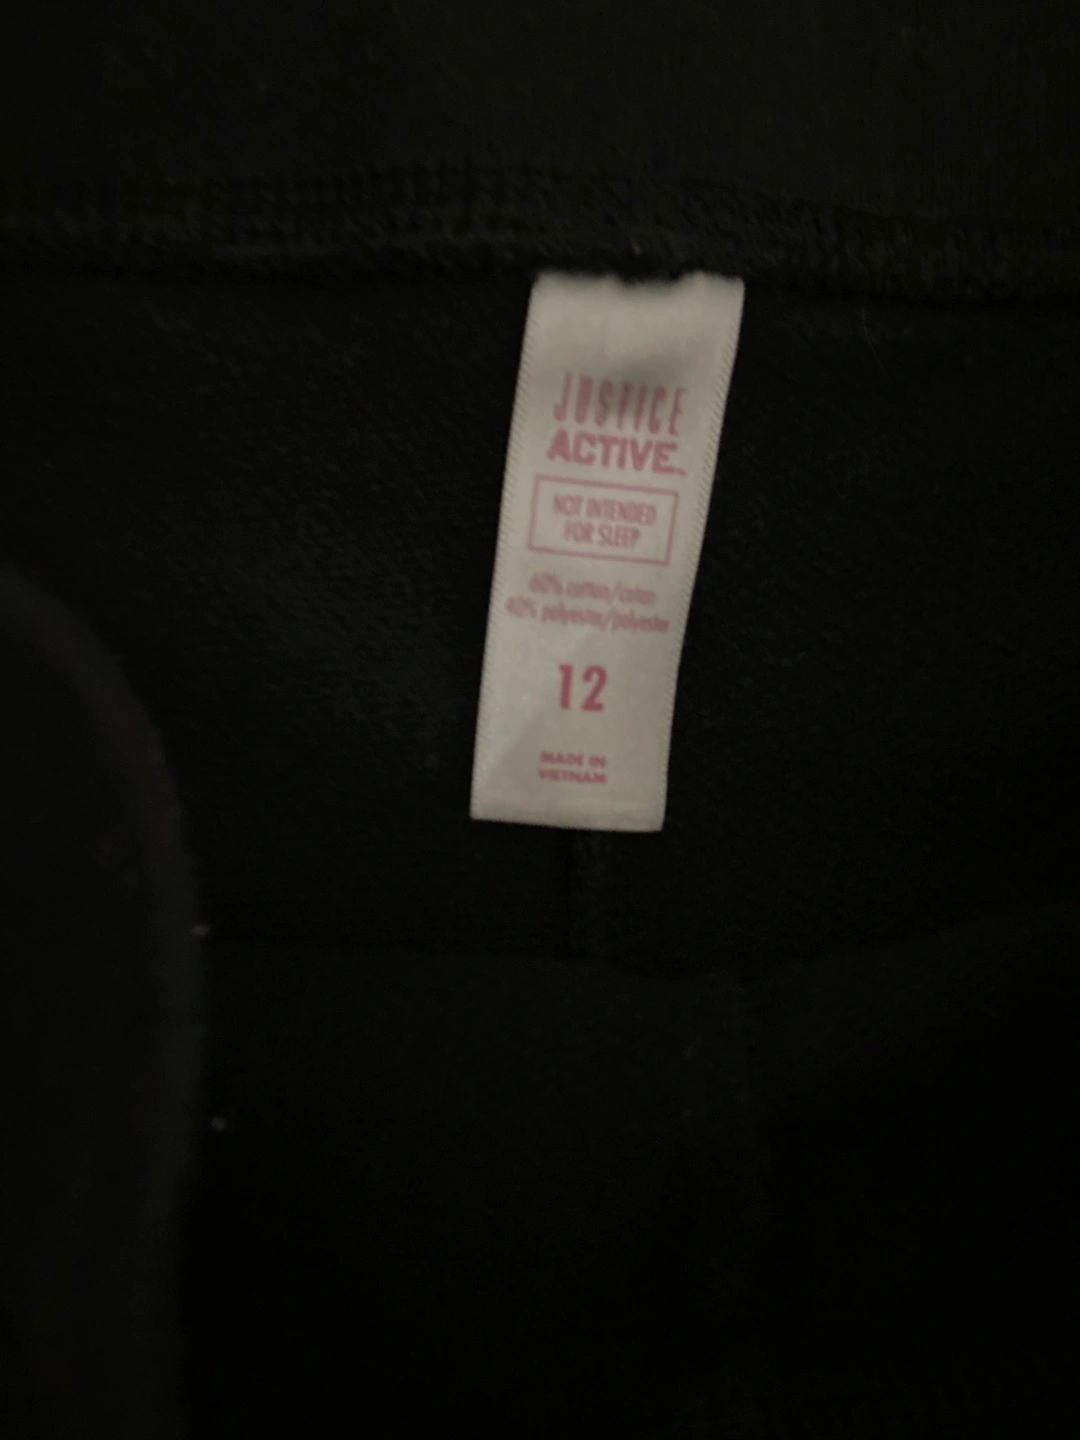 JUSTICE
ACTIVE
NOT INTENDED
FOR SLEEP
60% cotton/coton
40% polyester/polyester
12
MADE IN
VIETNAM